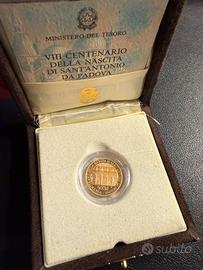 MINISTERO DEL TESORO
VIII CENTENARIO
DELLA NASCITA
DI SANT'ANTONIO
DA PADOVA
subito